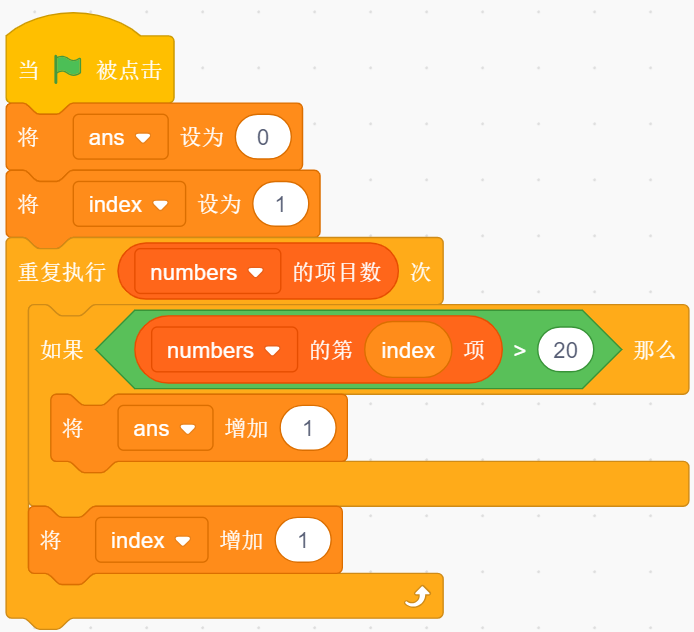 当 被点击
将 ans 设为 0
将 index 设为 1
重复执行 numbers 的项目数 次
如果 numbers 的第 index 项 > 20 那么
将 ans 增加 1
将 index 增加 1